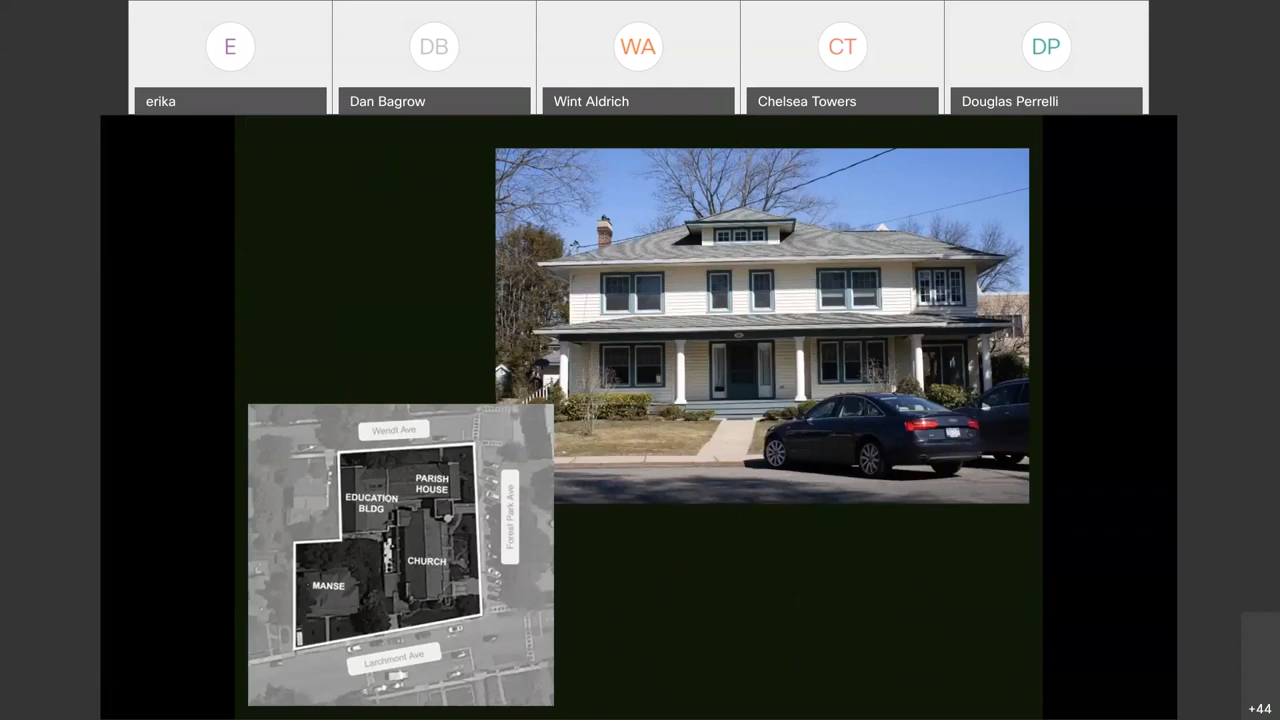 E
DB
WA
CT
DP
erika
Dan Bagrow
Wint Aldrich
Chelsea Towers
Douglas Perrelli
Wendt Ave
PARISH
HOUSE
EDUCATION
BLDG
Forest Park Ave
CHURCH
MANSE
Larchmont Ave
+44